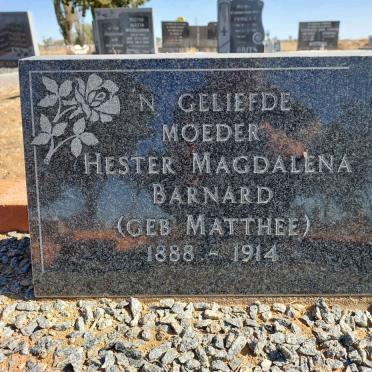 'N GELIEFDE
MOEDER
HESTER MAGDALENA
BARNARD
(GEB MATTHEE)
1888 - 1914